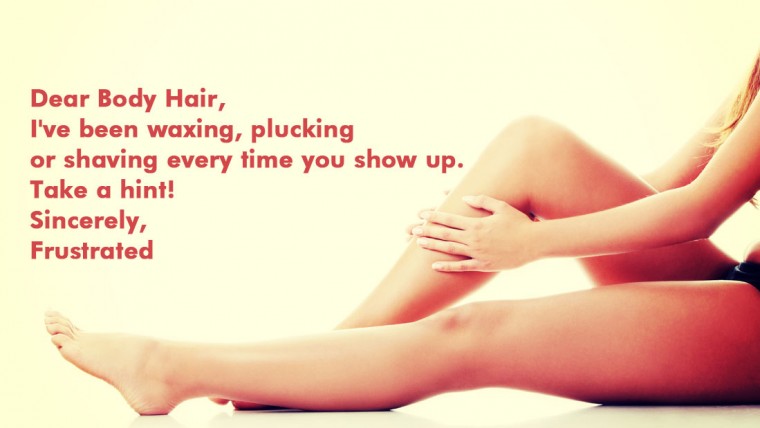 Dear Body Hair,
I've been waxing, plucking
or shaving every time you show up.
Take a hint!
Sincerely,
Frustrated